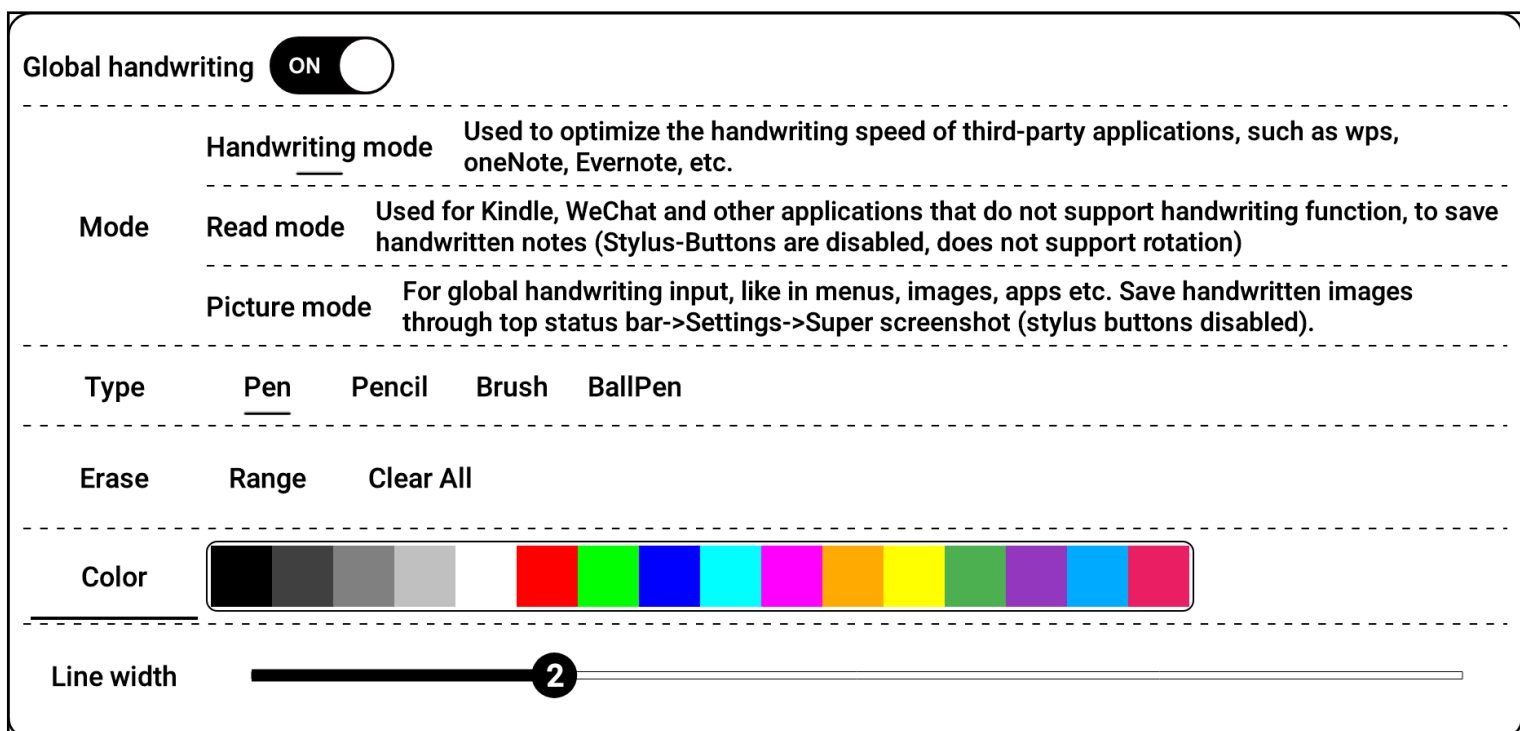 Global handwriting ON
Handwriting mode Used to optimize the handwriting speed of third-party applications, such as wps,
oneNote, Evernote, etc.
Mode Read mode Used for Kindle, WeChat and other applications that do not support handwriting function, to save
handwritten notes (Stylus-Buttons are disabled, does not support rotation)
Picture mode For global handwriting input, like in menus, images, apps etc. Save handwritten images
through top status bar->Settings->Super screenshot (stylus buttons disabled).
Type Pen Pencil Brush BallPen
Erase Range Clear All
Color
Line width 2